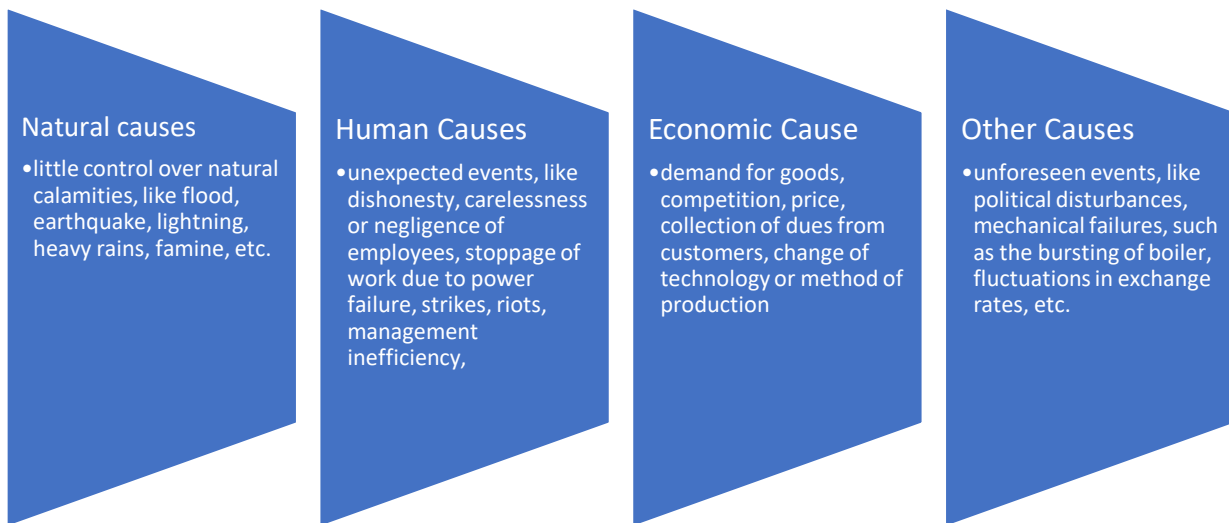 Natural causes
•little control over natural
calamities, like flood,
earthquake, lightning,
heavy rains, famine, etc.
Human Causes
•unexpected events, like
dishonesty, carelessness
or negligence of
employees, stoppage of
work due to power
failure, strikes, riots,
management
inefficiency,
Economic Cause
•demand for goods,
competition, price,
collection of dues from
customers, change of
technology or method of
production
Other Causes
•unforeseen events, like
political disturbances,
mechanical failures, such
as the bursting of boiler,
fluctuations in exchange
rates, etc.